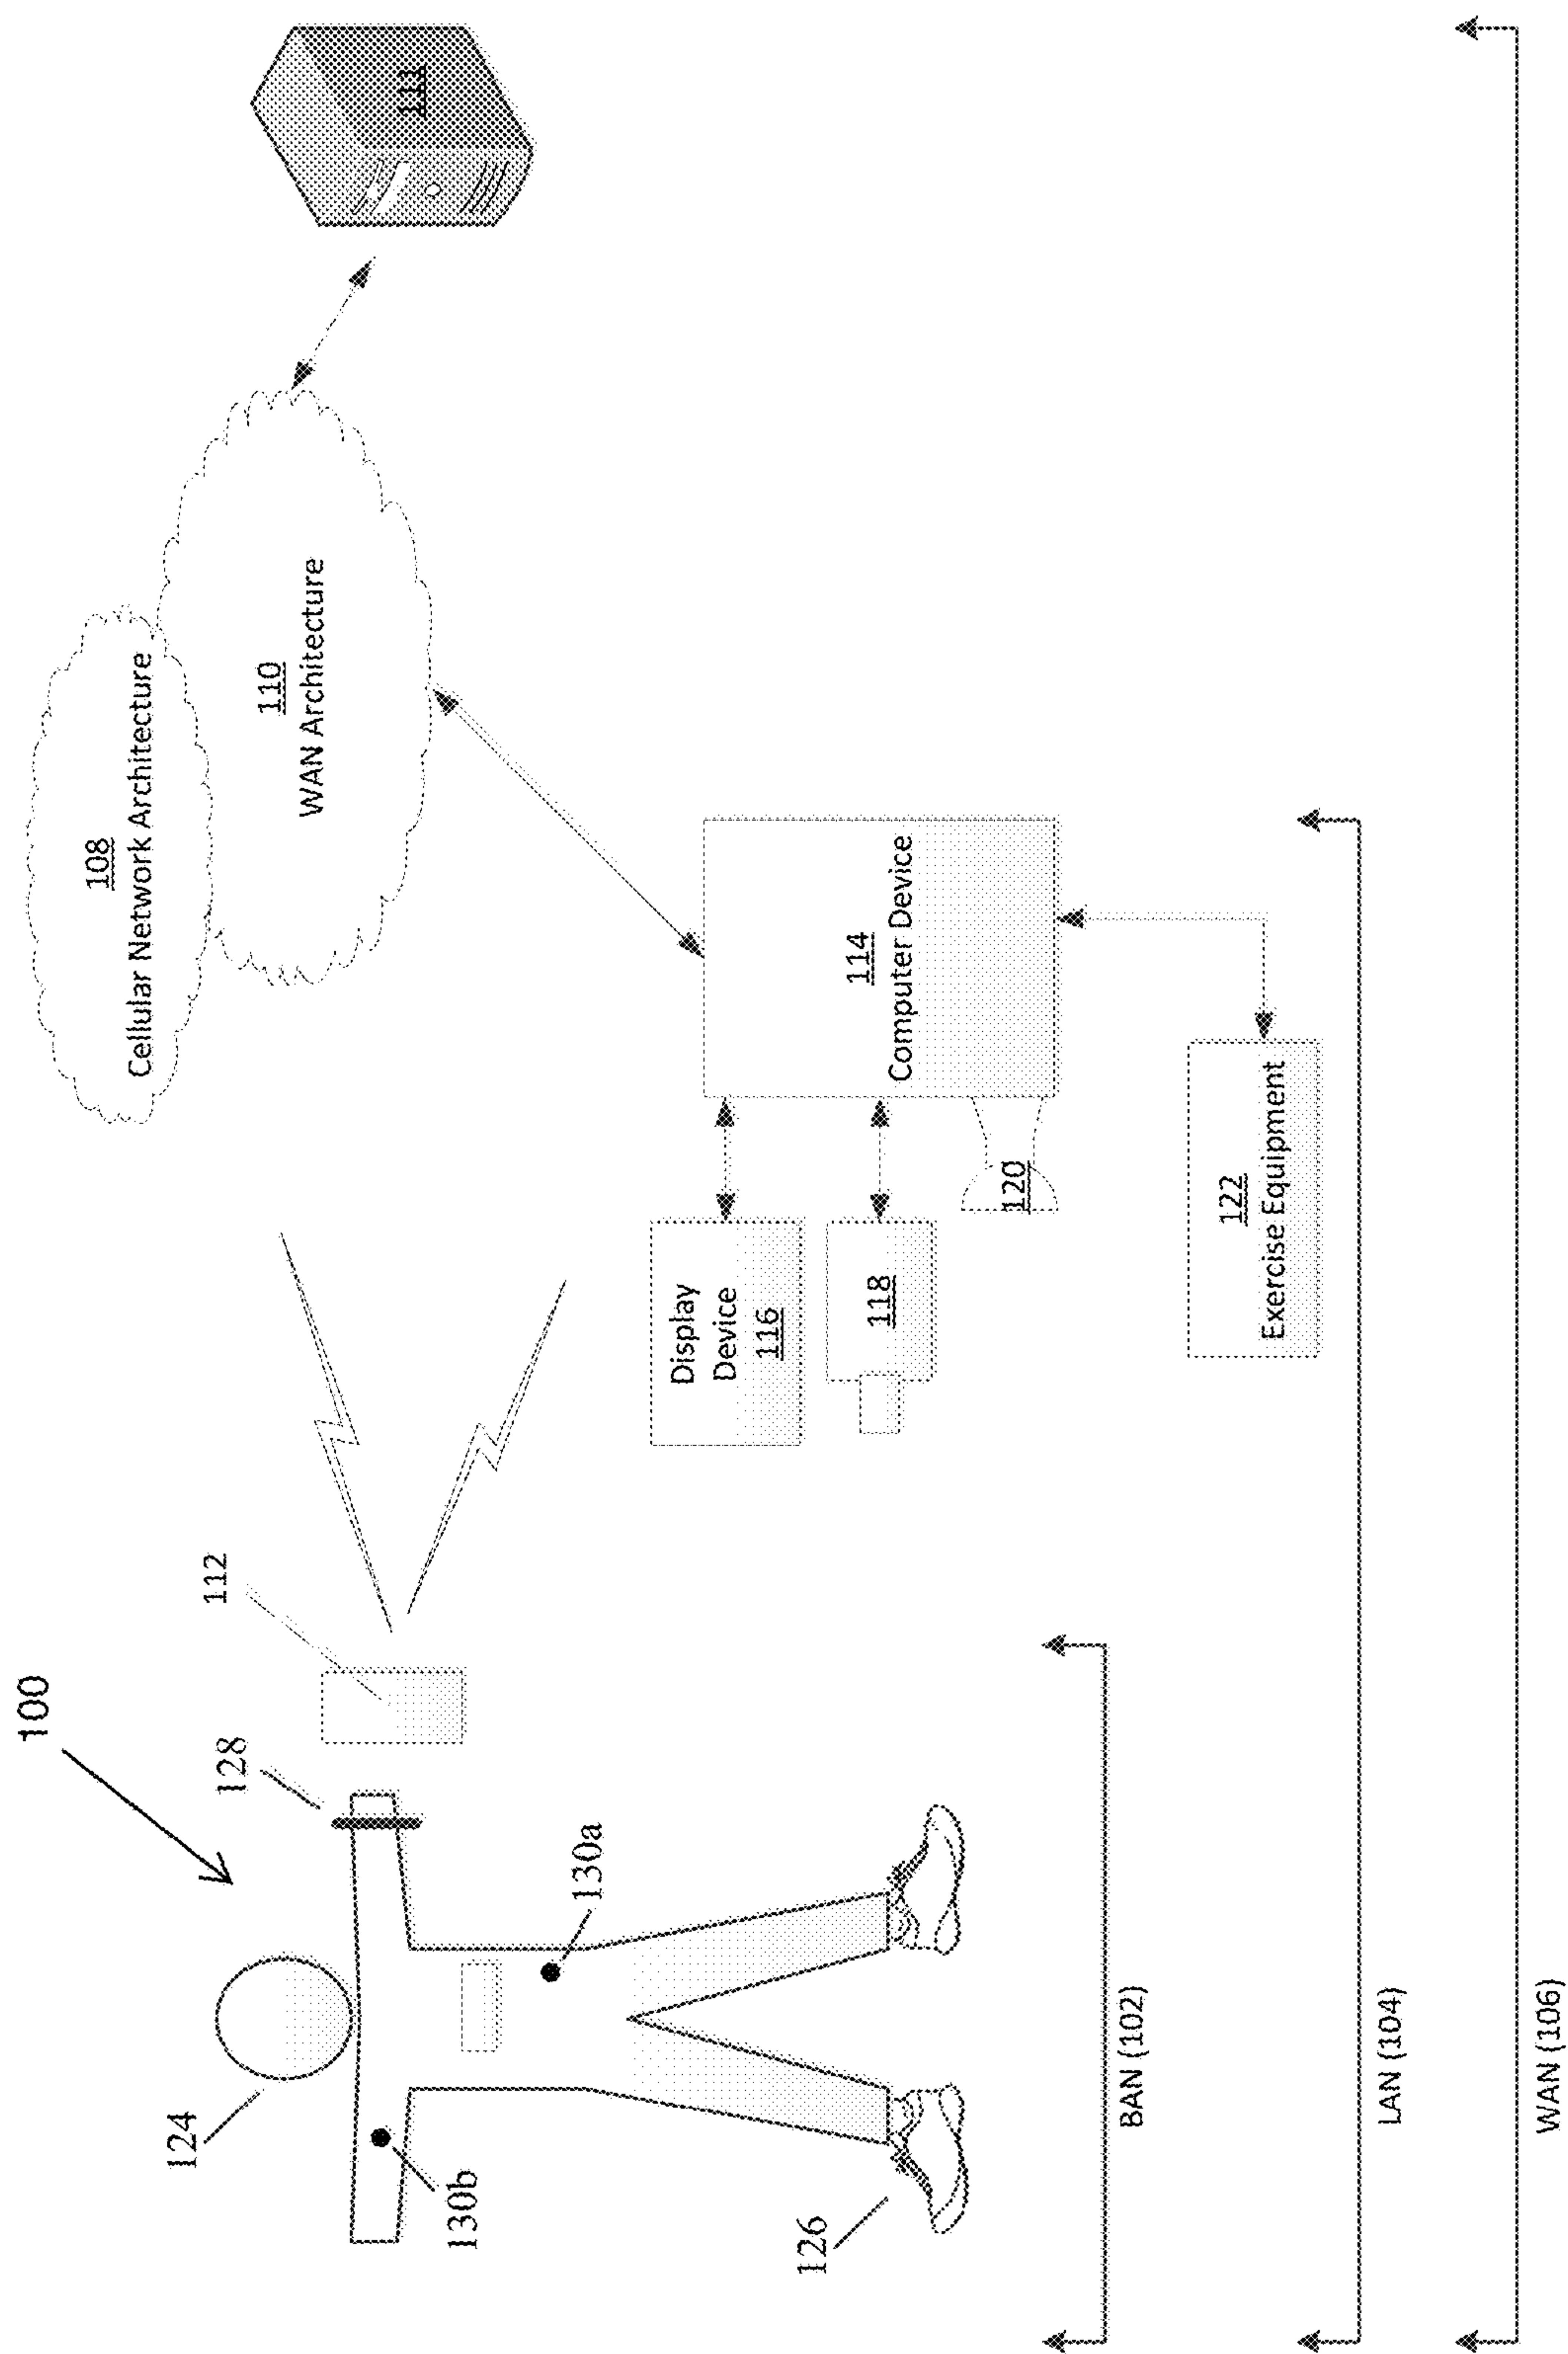 100
124
128
112
130b
130a
126
108
Cellular Network Architecture
110
WAN Architecture
111
Display
Device
116
118
120
114
Computer Device
122
Exercise Equipment
BAN (102)
LAN (104)
WAN (106)